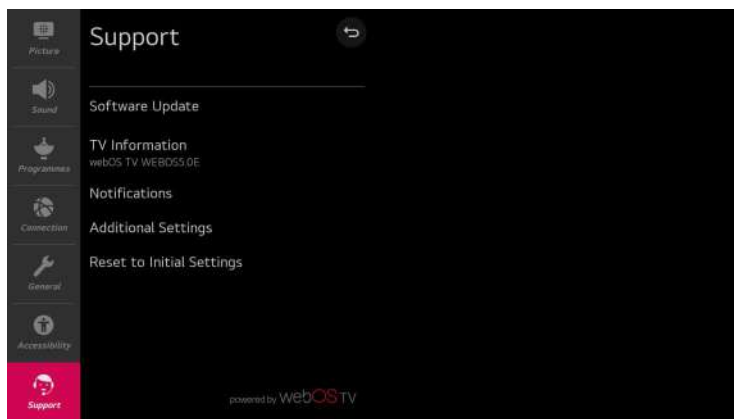 Picture
Sound
Programmes
Connection
General
Accessibility
Support
Support
Software Update
TV Information
webOS TV WEBOS5.0E
Notifications
Additional Settings
Reset to Initial Settings
powered by webOS TV